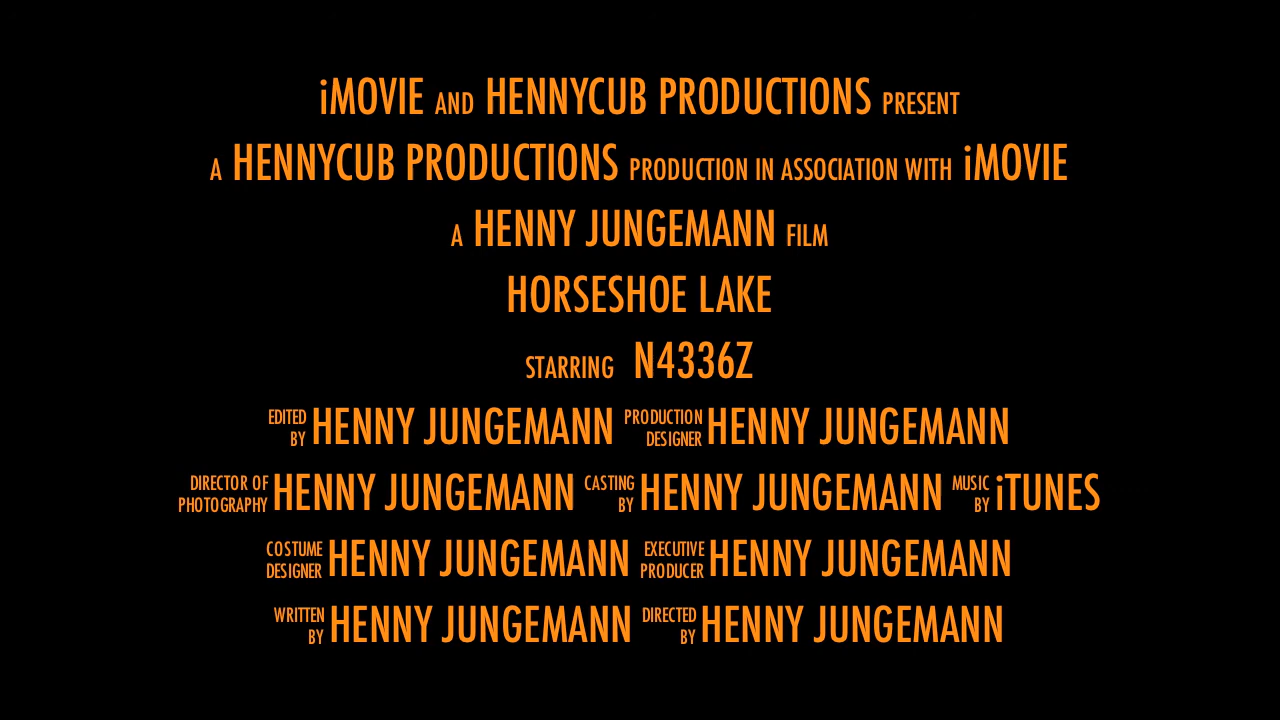 iMOVIE AND HENNYCUB PRODUCTIONS PRESENT
A HENNYCUB PRODUCTIONS PRODUCTION IN ASSOCIATION WITH iMOVIE
A HENNY JUNGEMANN FILM
HORSESHOE LAKE
STARRING N4336Z
EDITED BY HENNY JUNGEMANN PRODUCTION DESIGNER HENNY JUNGEMANN
DIRECTOR OF PHOTOGRAPHY HENNY JUNGEMANN CASTING BY HENNY JUNGEMANN MUSIC BY iTUNES
COSTUME DESIGNER HENNY JUNGEMANN EXECUTIVE PRODUCER HENNY JUNGEMANN
WRITTEN BY HENNY JUNGEMANN DIRECTED BY HENNY JUNGEMANN